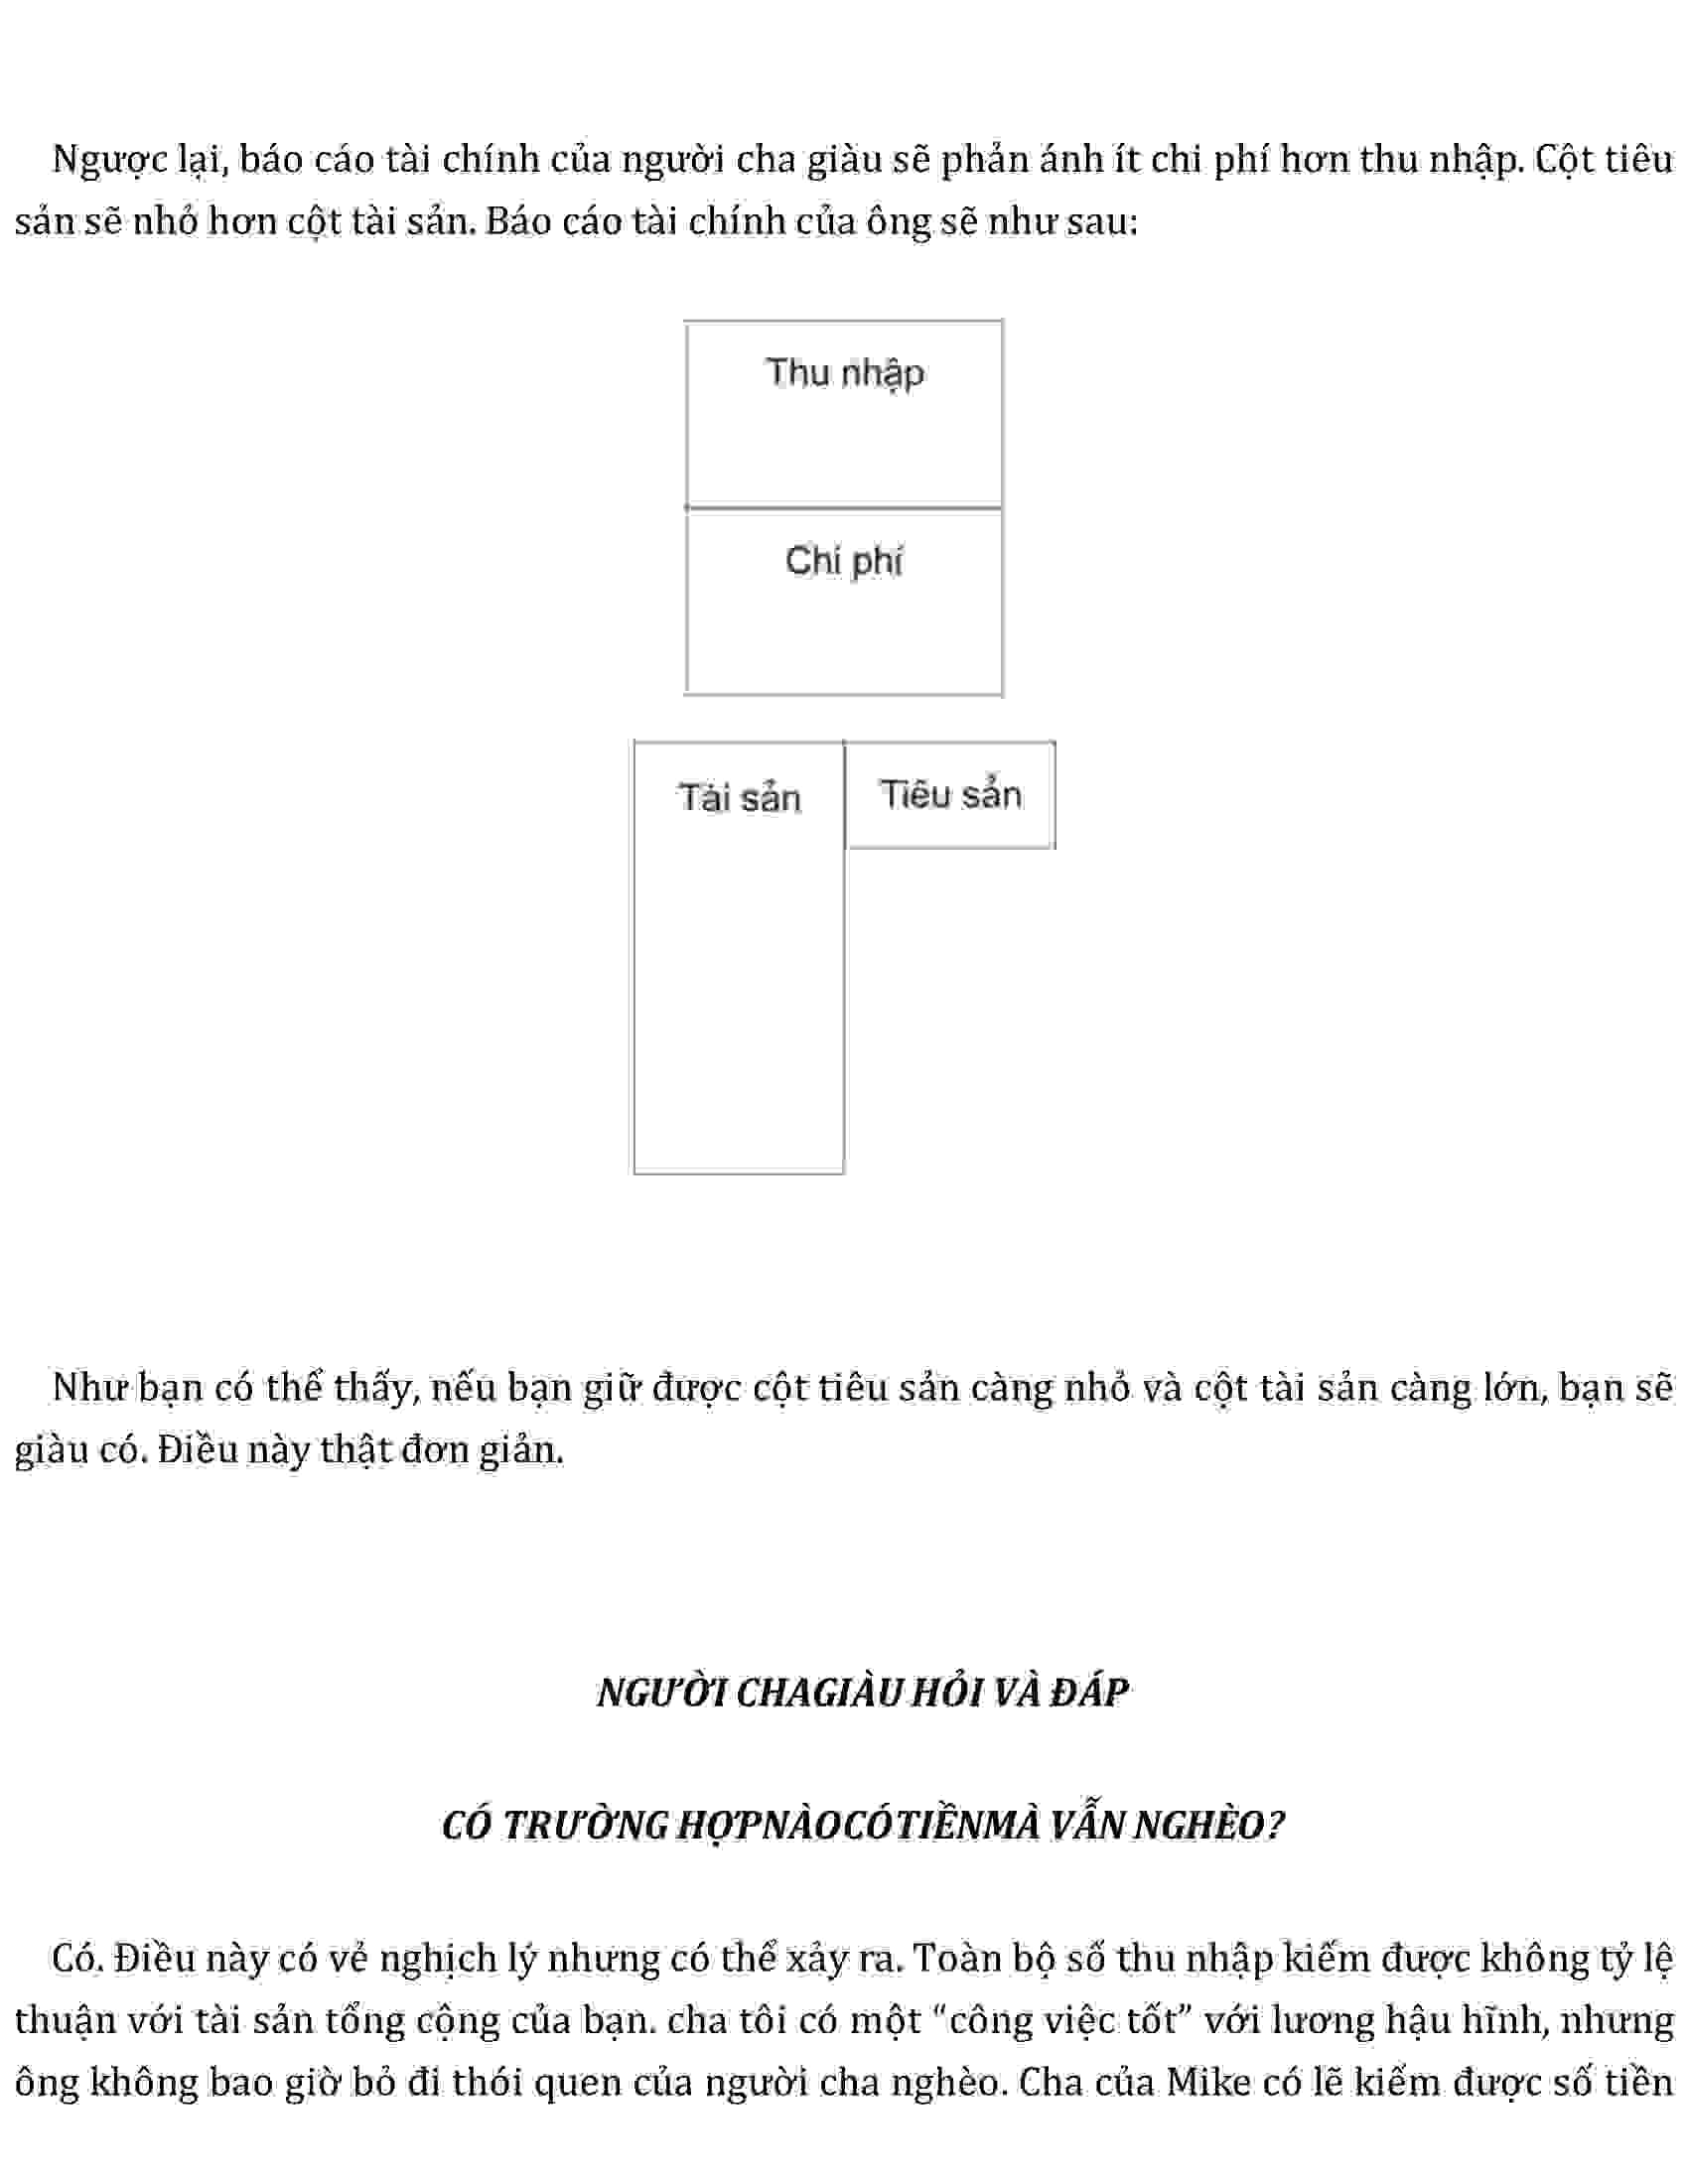 Ngược lại, báo cáo tài chính của người cha giàu sẽ phản ánh ít chi phí hơn thu nhập. Cột tiêu
sản sẽ nhỏ hơn cột tài sản. Báo cáo tài chính của ông sẽ như sau:
Thu nhập
Chi phí
Tài sản Tiêu sản
Như bạn có thể thấy, nếu bạn giữ được cột tiêu sản càng nhỏ và cột tài sản càng lớn, bạn sẽ
giàu có. Điều này thật đơn giản.
NGƯỜI CHAGIÀU HỎI VÀ ĐÁP
CÓ TRƯỜNG HỢPNÀOCÓTIỀNMÀ VẪN NGHÈO?
Có. Điều này có vẻ nghịch lý nhưng có thể xảy ra. Toàn bộ số thu nhập kiếm được không tỷ lệ
thuận với tài sản tổng cộng của bạn. cha tôi có một “công việc tốt” với lương hậu hĩnh, nhưng
ông không bao giờ bỏ đi thói quen của người cha nghèo. Cha của Mike có lẽ kiếm được số tiền